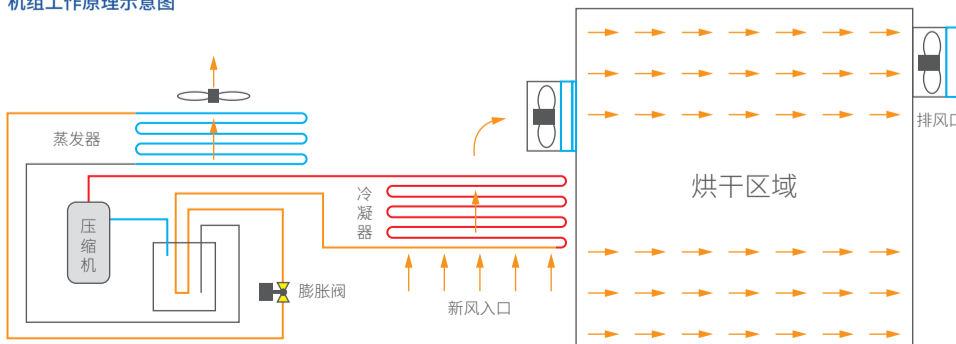 机组工作原理示意图
蒸发器
压缩机
冷凝器
膨胀阀
新风入口
烘干区域
排风口